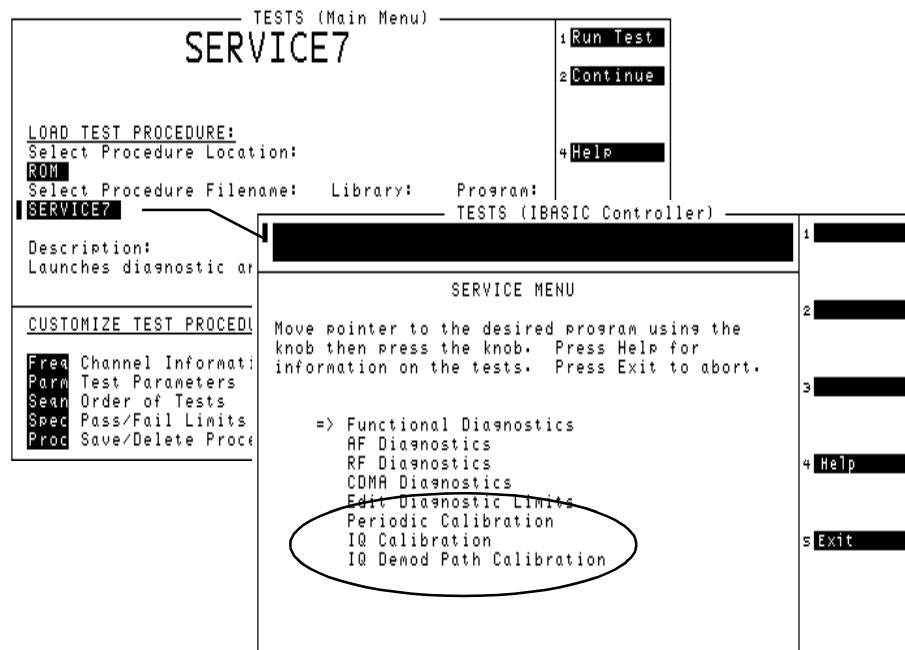 TESTS (Main Menu)
SERVICE7
1 Run Test
2 Continue
4 Help
LOAD TEST PROCEDURE:
Select Procedure Location:
ROM
Select Procedure Filename: Library: Program:
SERVICE7
Description:
Launches diagnostic
CUSTOMIZE TEST
Freq Channel
Parm Test Parameters
Seqn Order of Tests
Spec Pass/Fail Limits
Proc Save/Delete
TESTS (IBASIC Controller)
1
SERVICE MENU
2
Move pointer to the desired program using the
knob then press the knob. Press Help for
information on the tests. Press Exit to abort.
3
=> Functional Diagnostics
AF Diagnostics
RF Diagnostics
4 Help
CDMA Diagnostics
Edit Diagnostic Limits
Periodic Calibration
IQ Calibration
5 Exit
IQ Demod Path Calibration